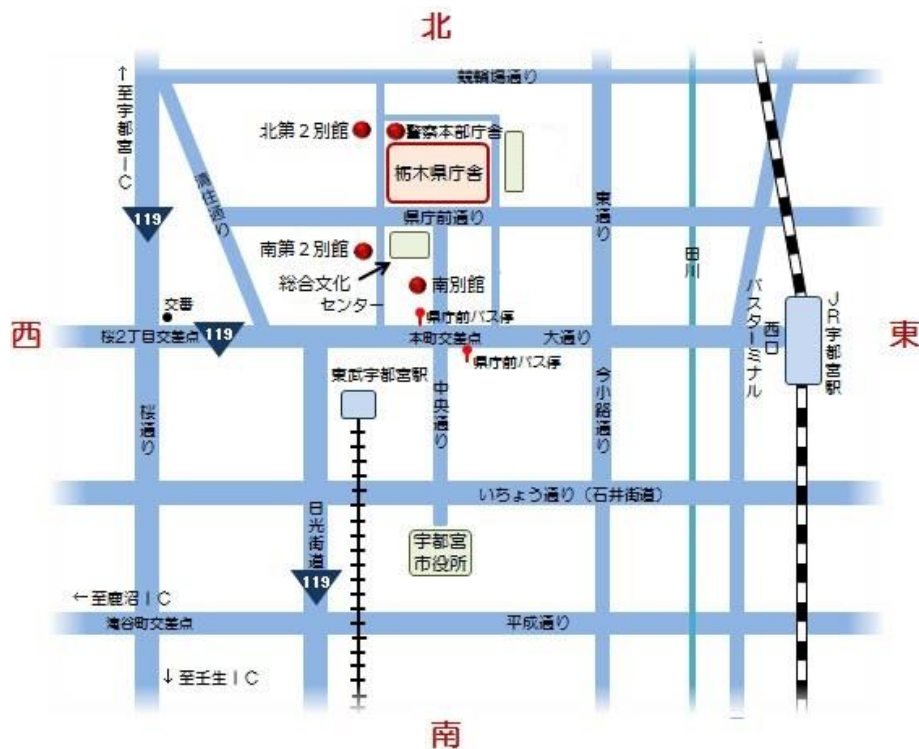 北
競輪場通り
↑至宇都宮IC
北第2別館
警察本部庁舎
栃木県庁舎
清住通り
119
県庁前通り
東通り
田川
南第2別館
総合文化
センター
南別館
交番
県庁前バス停
西
桜2丁目交差点
119
本町交差点
大通り
西口
バスターミナル
JR宇都宮駅
東
県庁前バス停
東武宇都宮駅
中央通り
今小路通り
桜通り
いちょう通り(石井街道)
日光街道
宇都宮
市役所
119
←至鹿沼IC
滝谷町交差点
平成通り
↓至壬生IC
南